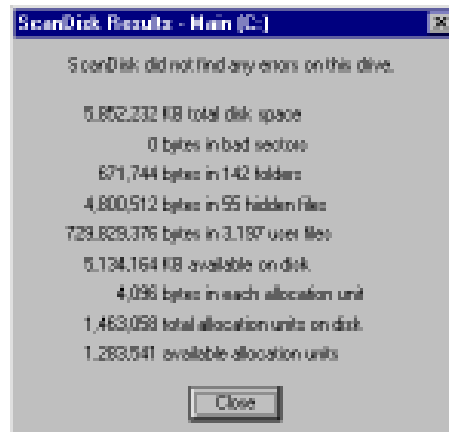 ScanDisk Results - Main (C:)
ScanDisk did not find any errors on this drive.
5,852,232 KB total disk space
0 bytes in bad sectors
671,744 bytes in 142 folders
4,800,512 bytes in 55 hidden files
729,829,376 bytes in user files
5,134,164 KB available on disk
4,096 bytes in each allocation unit
1,463,058 total allocation units on disk
1,283,541 available allocation units
Close